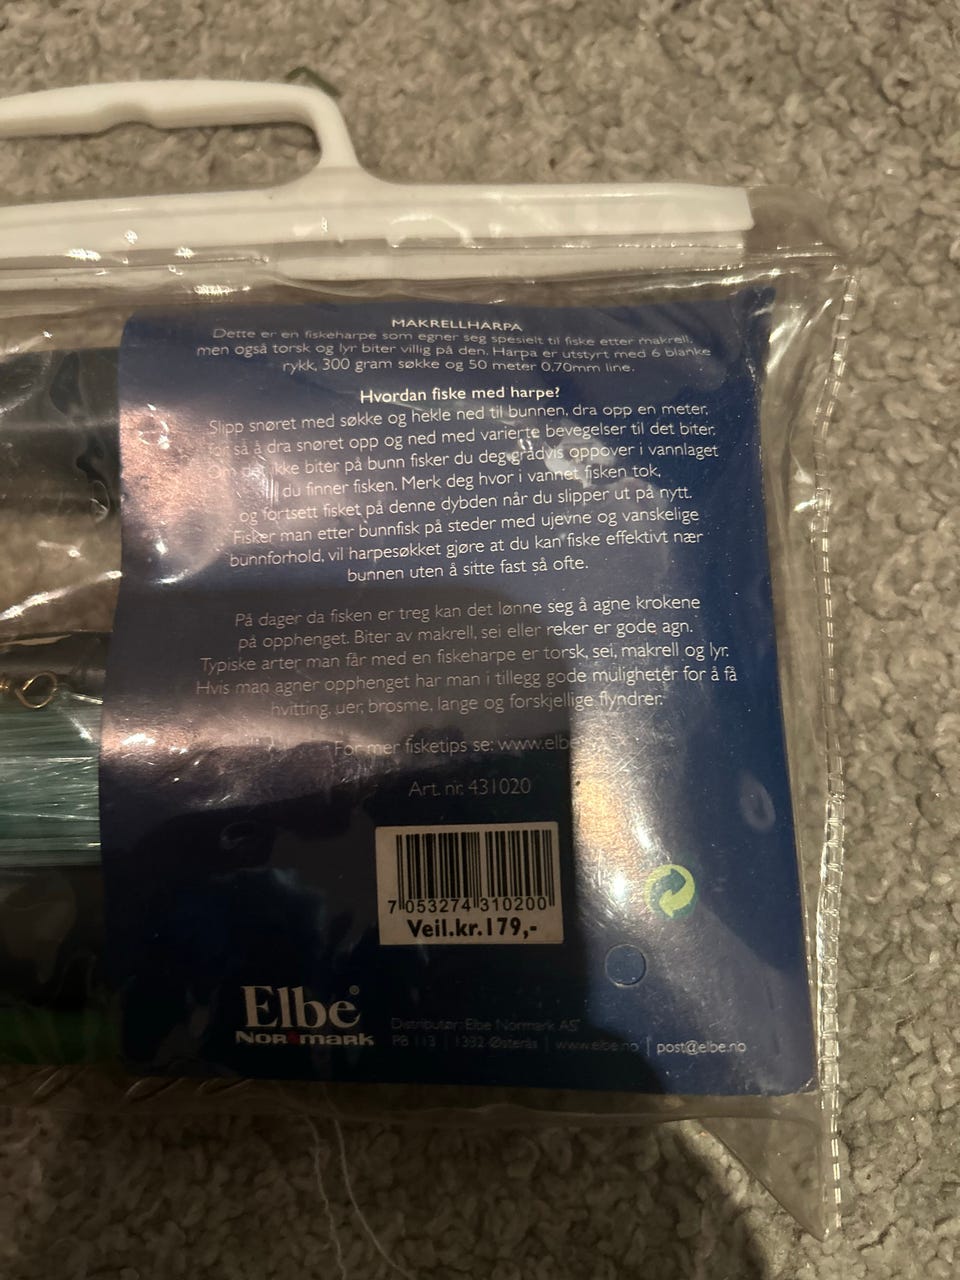 MAKRELLHARPA
Dette er en fiskeharpe som egner seg spesielt til fiske etter makrell,
men også torsk og lyr biter villig på den. Harpa er utstyrt med 6 blanke
rykk, 300 gram søkke og 50 meter 0.70mm line.
Hvordan fiske med harpe?
Slipp snøret med søkke og hekle ned til bunnen, dra opp en meter,
for så å dra snøret opp og ned med varierte bevegelser til det biter.
Om det ikke biter på bunn fisker du deg gradvis oppover i vannlaget
du finner fisken. Merk deg hvor i vannet fisken tok,
og fortsett fisket på denne dybden når du slipper ut på nytt.
Fisker man etter bunnfisk på steder med ujevne og vanskelige
bunnforhold, vil harpesøkket gjøre at du kan fiske effektivt nær
bunnen uten å sitte fast så ofte.
På dager da fisken er treg kan det lønne seg å agne krokene
på opphenget. Biter av makrell, sei eller reker er gode agn.
Typiske arter man får med en fiskeharpe er torsk, sei, makrell og lyr.
Hvis man agner opphenget har man i tillegg gode muligheter for å få
hvitting, uer, brosme, lange og forskjellige flyndrer.
For mer fisketips se: www.elbe
Art. nr. 431020
7 053274 310200
Veil.kr.179,-
Elbe®
Normark
Distributør: Elbe Normark AS
PB 113 | 1332 Østerås | www.elbe.no | post@elbe.no